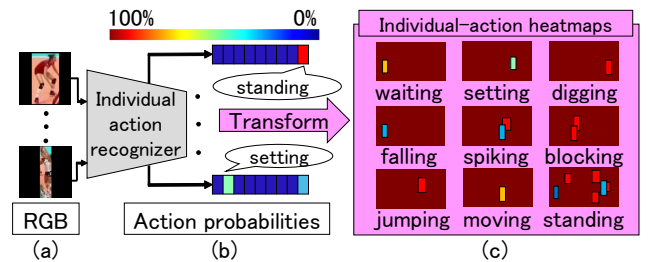 100%
0%
Individual-action heatmaps
Individual
action
recognizer
standing
Transform
setting
waiting
setting
digging
falling
spiking
blocking
jumping
moving
standing
RGB
Action probabilities
(a)
(b)
(c)